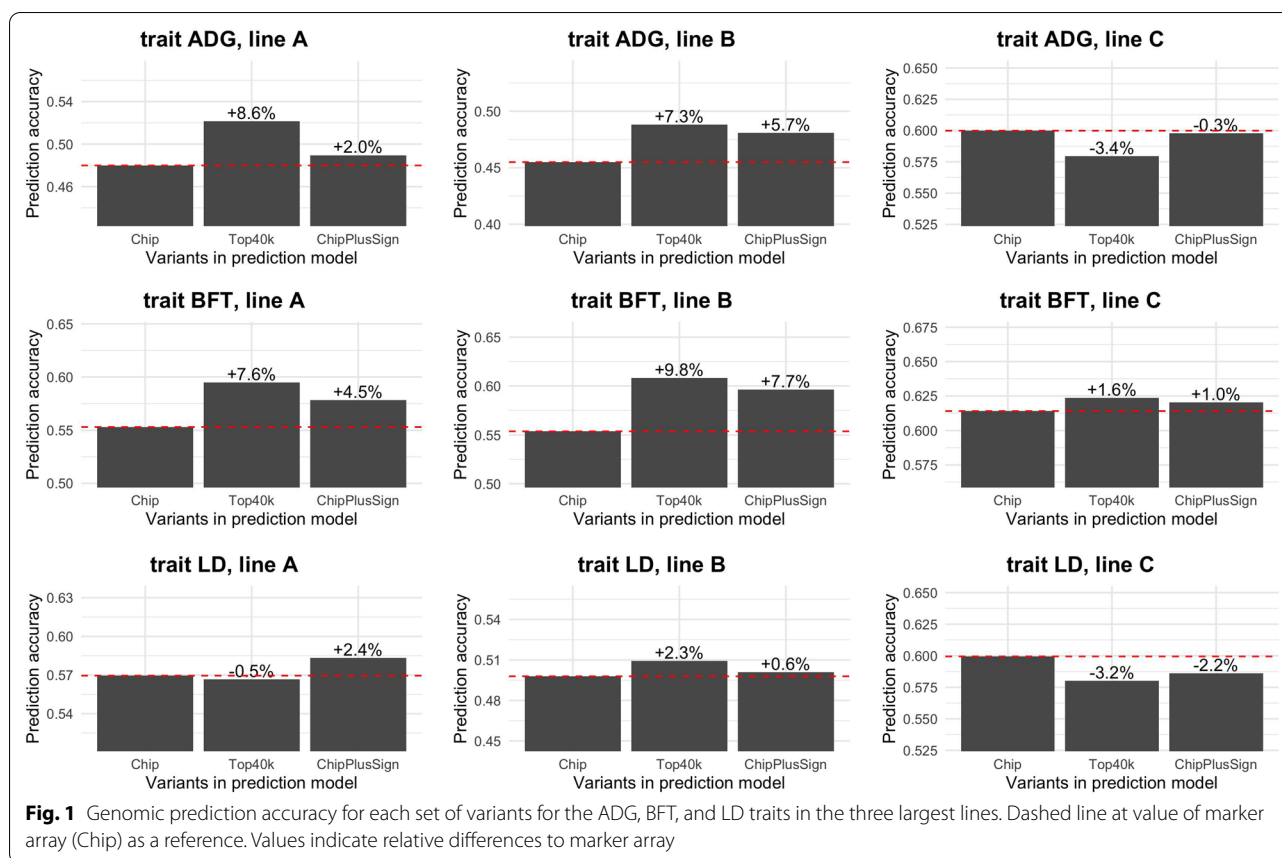 trait ADG, line A
Prediction accuracy
0.54
0.50
0.46
+8.6%
+2.0%
Chip
Top40k
ChipPlusSign
Variants in prediction model
trait ADG, line B
Prediction accuracy
0.50
0.45
0.40
+7.3%
+5.7%
Chip
Top40k
ChipPlusSign
Variants in prediction model
trait ADG, line C
Prediction accuracy
0.650
0.625
0.600
0.575
0.550
0.525
-3.4%
-0.3%
Chip
Top40k
ChipPlusSign
Variants in prediction model
trait BFT, line A
Prediction accuracy
0.65
0.60
0.55
0.50
+7.6%
+4.5%
Chip
Top40k
ChipPlusSign
Variants in prediction model
trait BFT, line B
Prediction accuracy
0.65
0.60
0.55
0.50
+9.8%
+7.7%
Chip
Top40k
ChipPlusSign
Variants in prediction model
trait BFT, line C
Prediction accuracy
0.675
0.650
0.625
0.600
0.575
+1.6%
+1.0%
Chip
Top40k
ChipPlusSign
Variants in prediction model
trait LD, line A
Prediction accuracy
0.63
0.60
0.57
0.54
-0.5%
+2.4%
Chip
Top40k
ChipPlusSign
Variants in prediction model
trait LD, line B
Prediction accuracy
0.54
0.51
0.48
0.45
+2.3%
+0.6%
Chip
Top40k
ChipPlusSign
Variants in prediction model
trait LD, line C
Prediction accuracy
0.650
0.625
0.600
0.575
0.550
0.525
-3.2%
-2.2%
Chip
Top40k
ChipPlusSign
Variants in prediction model
Fig. 1 Genomic prediction accuracy for each set of variants for the ADG, BFT, and LD traits in the three largest lines. Dashed line at value of marker
array (Chip) as a reference. Values indicate relative differences to marker array